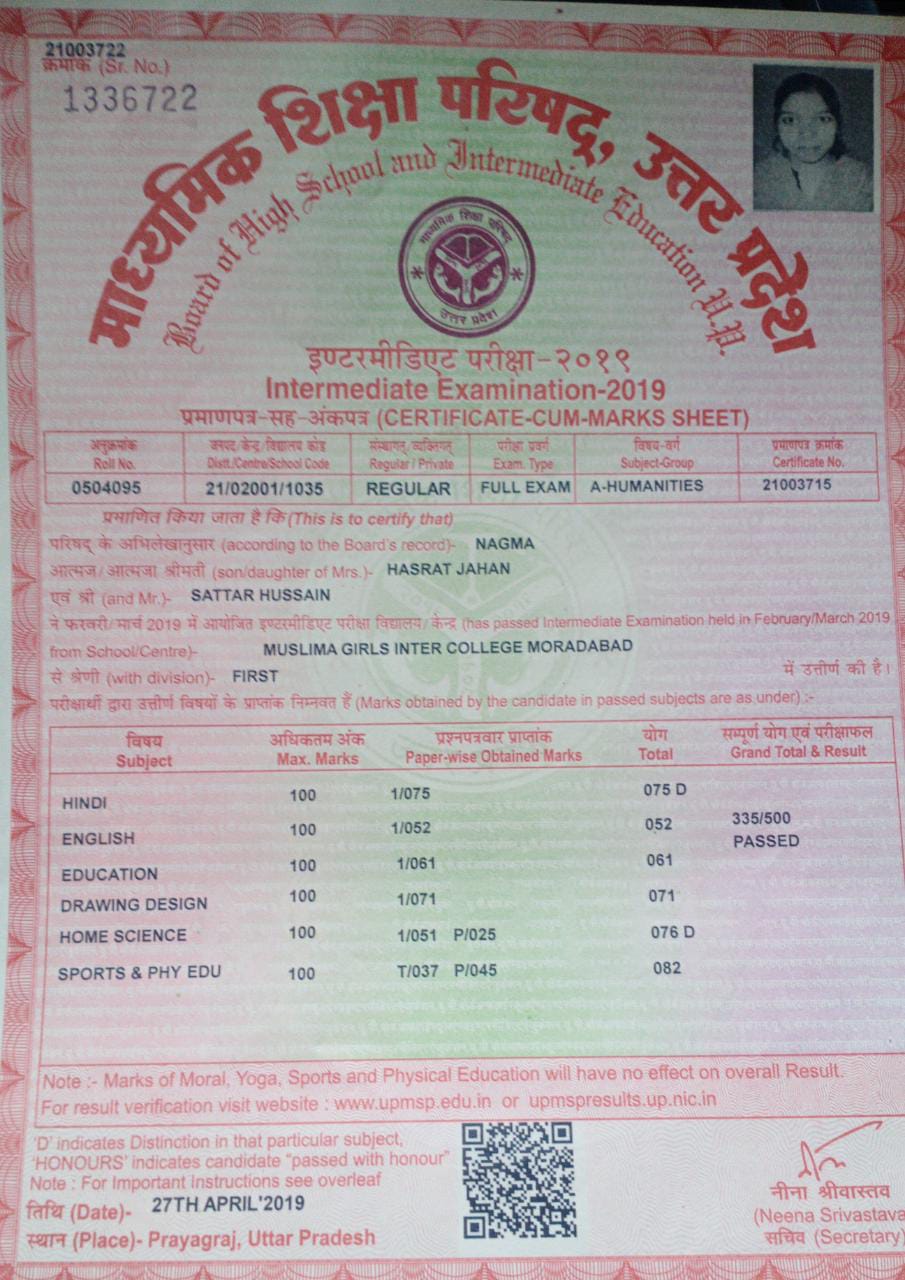 21003722
क्रमांक (Sr. No.)
1336722
माध्यमिक शिक्षा परिषद्, उत्तर प्रदेश
Board of High School and Intermediate Education U.P.
माध्यमिक शिक्षा परिषद्
उत्तर प्रदेश
इण्टरमीडिएट परीक्षा-२०१९
Intermediate Examination-2019
प्रमाणपत्र-सह-अंकपत्र (CERTIFICATE-CUM-MARKS SHEET)
अनुक्रमांक जनपद/केन्द्र/विद्यालय कोड संस्थागत/व्यक्तिगत परीक्षा प्रवर्ग विषय-वर्ग प्रमाणपत्र क्रमांक
Roll No. Distt./Centre/School Code Regular / Private Exam. Type Subject-Group Certificate No.
0504095 21/02001/1035 REGULAR FULL EXAM A-HUMANITIES 21003715
प्रमाणित किया जाता है कि (This is to certify that)
परिषद् के अभिलेखानुसार (according to the Board's record)- NAGMA
आत्मज/आत्मजा श्रीमती (son/daughter of Mrs.)- HASRAT JAHAN
एवं श्री (and Mr.)- SATTAR HUSSAIN
ने फरवरी/मार्च 2019 में आयोजित इण्टरमीडिएट परीक्षा विद्यालय/केन्द्र (has passed Intermediate Examination held in February/March 2019
from School/Centre)- MUSLIMA GIRLS INTER COLLEGE MORADABAD
से श्रेणी (with division)- FIRST में उत्तीर्ण की है।
परीक्षार्थी द्वारा उत्तीर्ण विषयों के प्राप्तांक निम्नवत हैं (Marks obtained by the candidate in passed subjects are as under) :-
विषय अधिकतम अंक प्रश्नपत्रवार प्राप्तांक योग सम्पूर्ण योग एवं परीक्षाफल
Subject Max. Marks Paper-wise Obtained Marks Total Grand Total & Result
HINDI 100 1/075 075 D
ENGLISH 100 1/052 052 335/500
PASSED
EDUCATION 100 1/061 061
DRAWING DESIGN 100 1/071 071
HOME SCIENCE 100 1/051 P/025 076 D
SPORTS & PHY EDU 100 T/037 P/045 082
Note :- Marks of Moral, Yoga, Sports and Physical Education will have no effect on overall Result.
For result verification visit website : www.upmsp.edu.in or upmspresults.up.nic.in
'D' indicates Distinction in that particular subject,
'HONOURS' indicates candidate "passed with honour"
Note : For Important Instructions see overleaf
तिथि (Date)- 27TH APRIL'2019
स्थान (Place)- Prayagraj, Uttar Pradesh
नीना श्रीवास्तव
(Neena Srivastava
सचिव (Secretary)